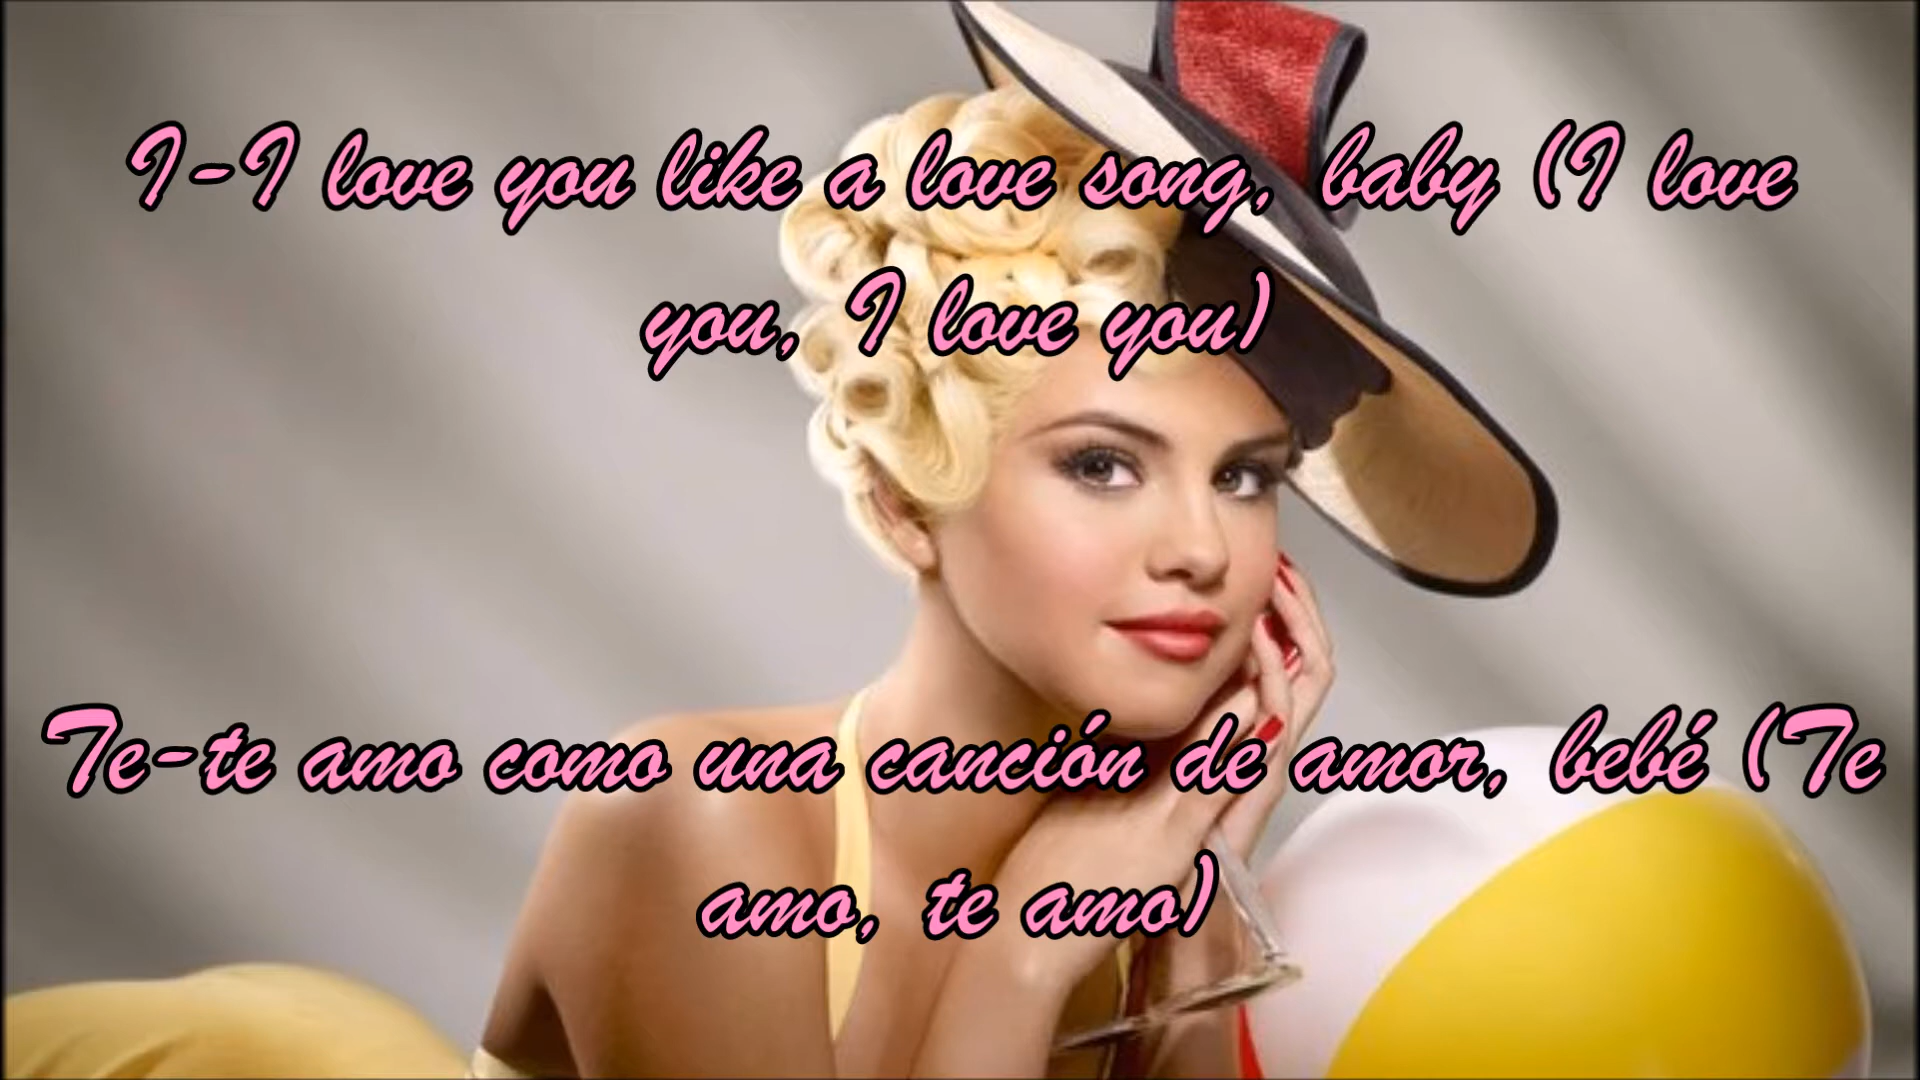 I-I love you like a love song, baby (I love
you, I love you)
Te-te amo como una canción de amor, bebé (Te
amo, te amo)